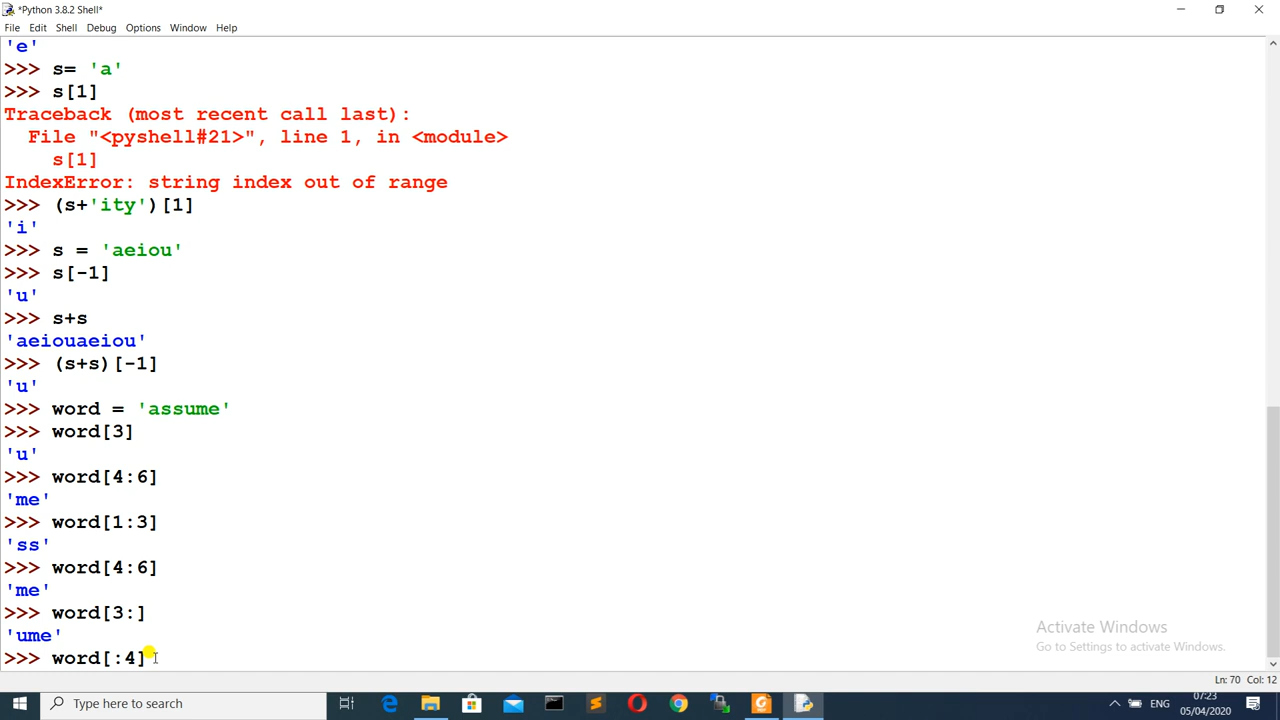 *Python 3.8.2 Shell*
File Edit Shell Debug Options Window Help
'e'
>>> s= 'a'
>>> s[1]
Traceback (most recent call last):
  File "<pyshell#21>", line 1, in <module>
    s[1]
IndexError: string index out of range
>>> (s+'ity')[1]
'i'
>>> s = 'aeiou'
>>> s[-1]
'u'
>>> s+s
'aeiouaeiou'
>>> (s+s)[-1]
'u'
>>> word = 'assume'
>>> word[3]
'u'
>>> word[4:6]
'me'
>>> word[1:3]
'ss'
>>> word[4:6]
'me'
>>> word[3:]
'ume'
>>> word[:4]
Activate Windows
Go to Settings to activate Windows.
Ln: 70 Col: 12
Type here to search
ENG
07:23
05/04/2020